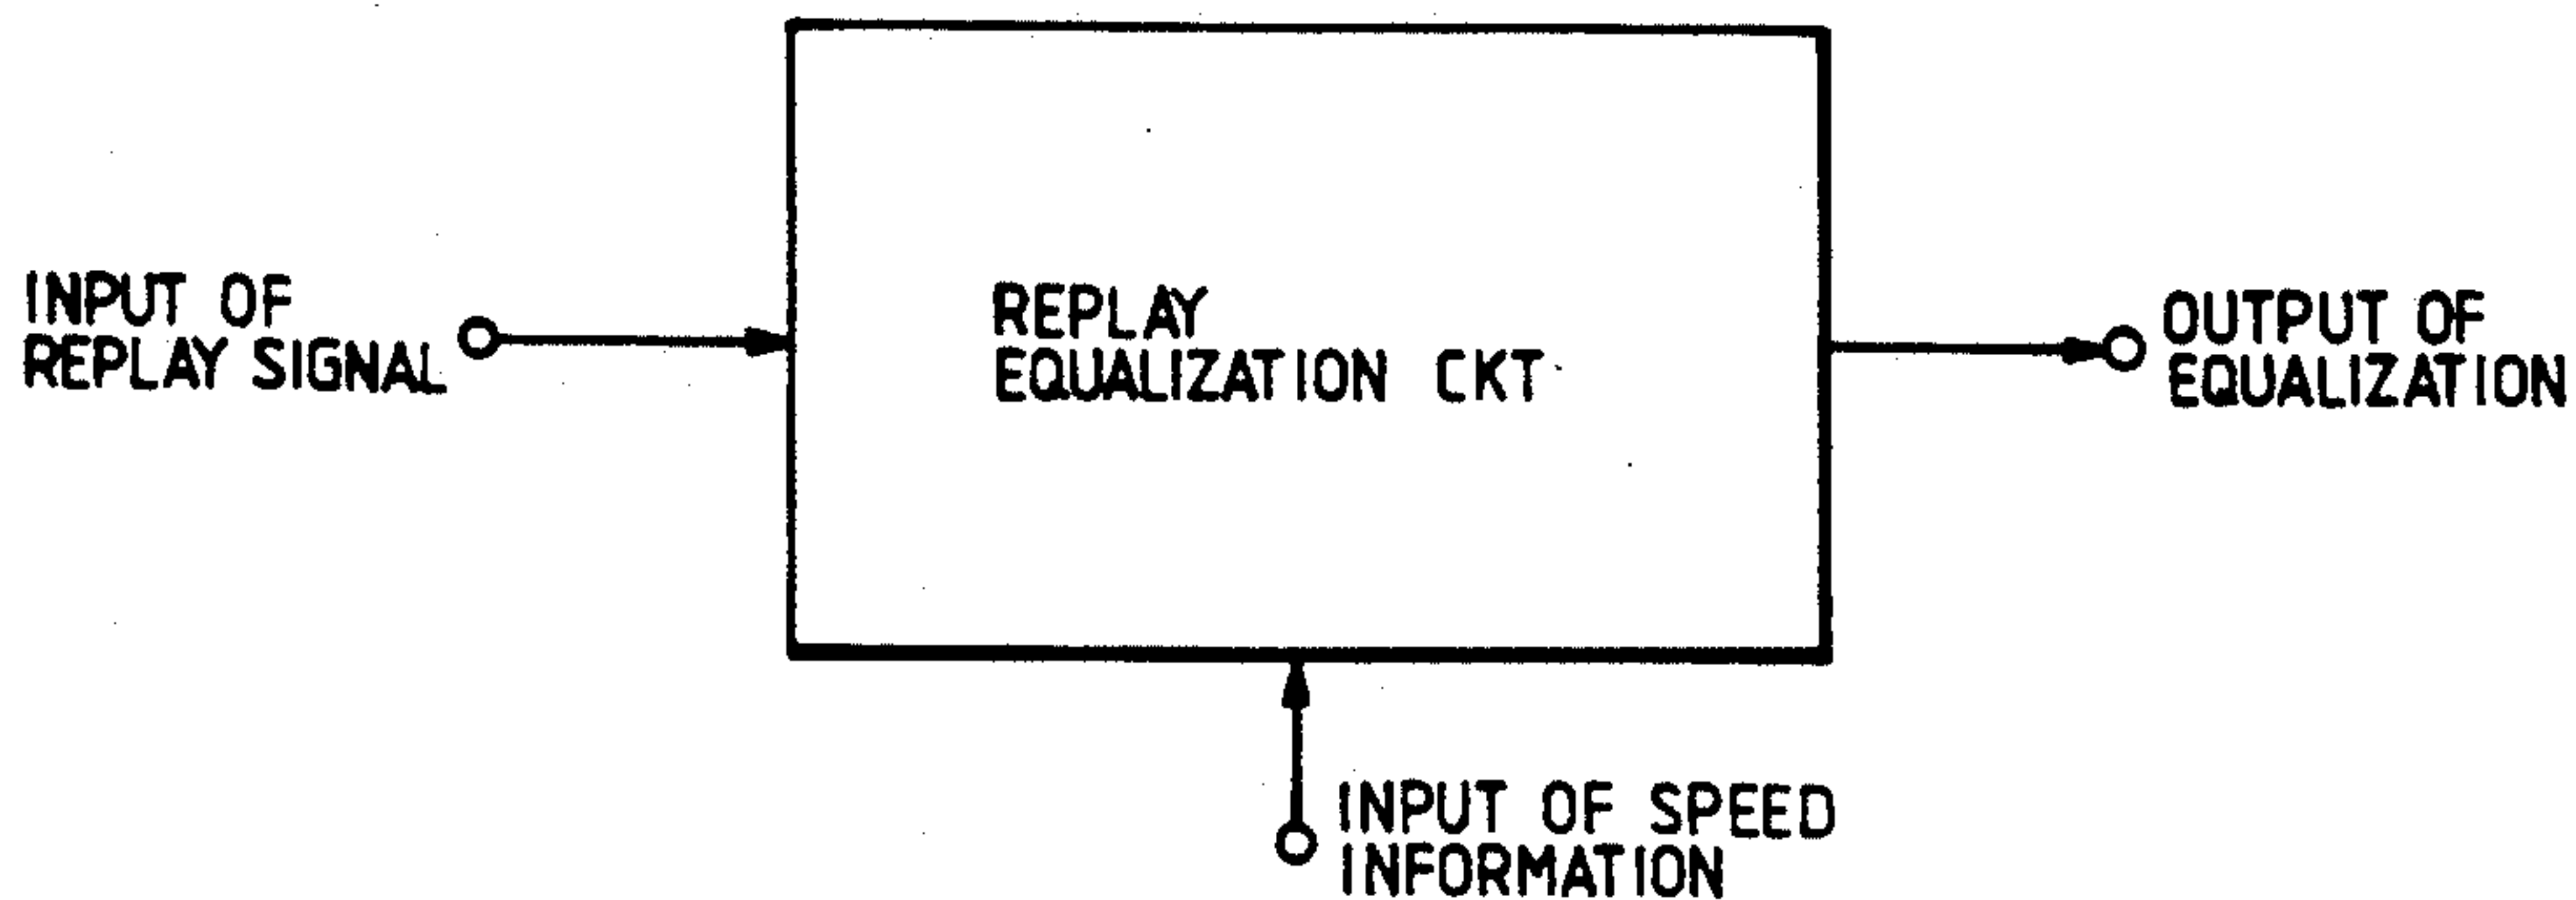 INPUT OF
REPLAY SIGNAL
REPLAY
EQUALIZATION CKT
OUTPUT OF
EQUALIZATION
INPUT OF SPEED
INFORMATION